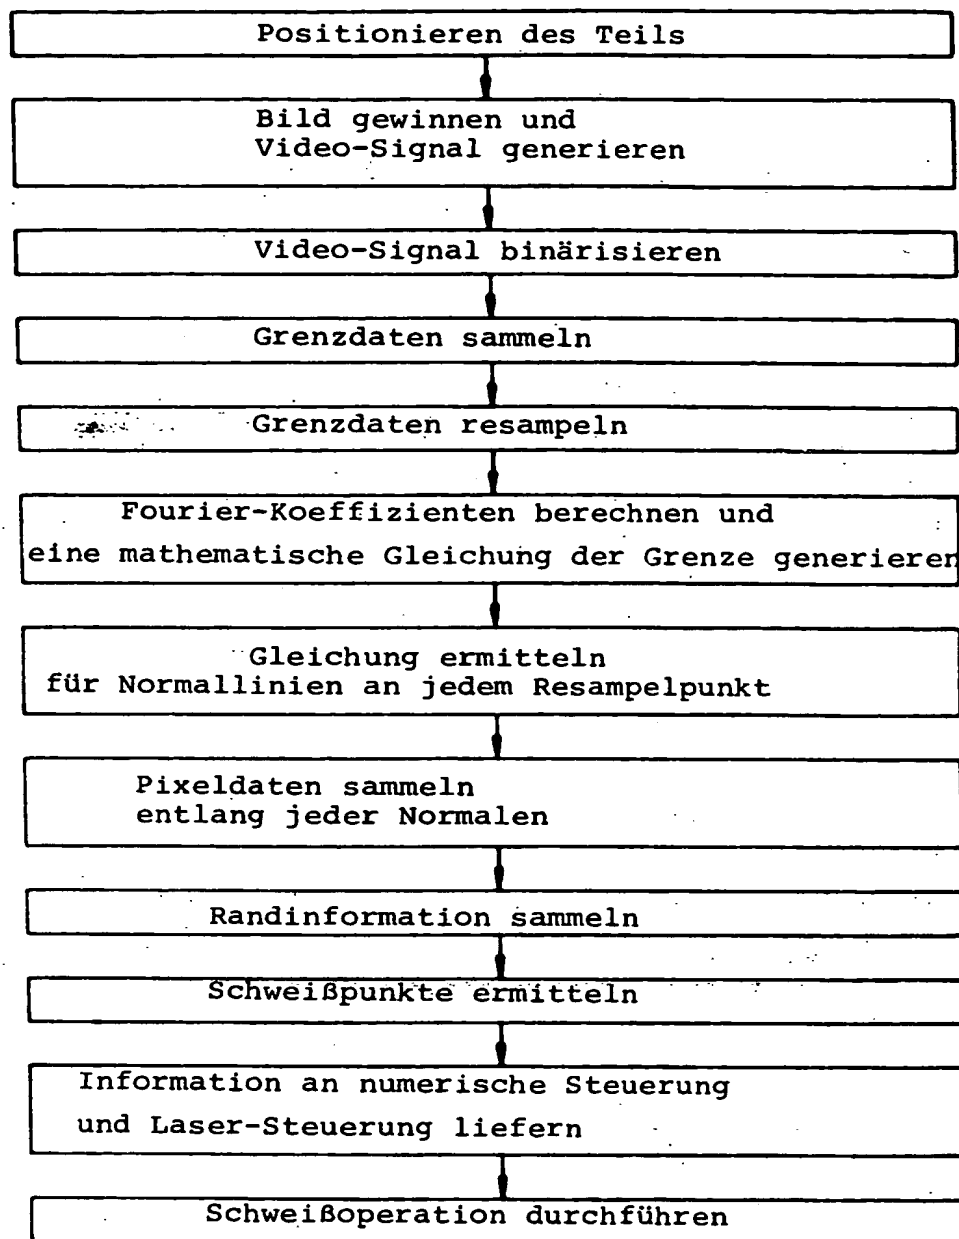 Positionieren des Teils
Bild gewinnen und
Video-Signal generieren
Video-Signal binärisieren
Grenzdaten sammeln
Grenzdaten resampeln
Fourier-Koeffizienten berechnen und
eine mathematische Gleichung der Grenze generieren
Gleichung ermitteln
für Normallinien an jedem Resampelpunkt
Pixeldaten sammeln
entlang jeder Normalen
Randinformation sammeln
Schweißpunkte ermitteln
Information an numerische Steuerung
und Laser-Steuerung liefern
Schweißoperation durchführen